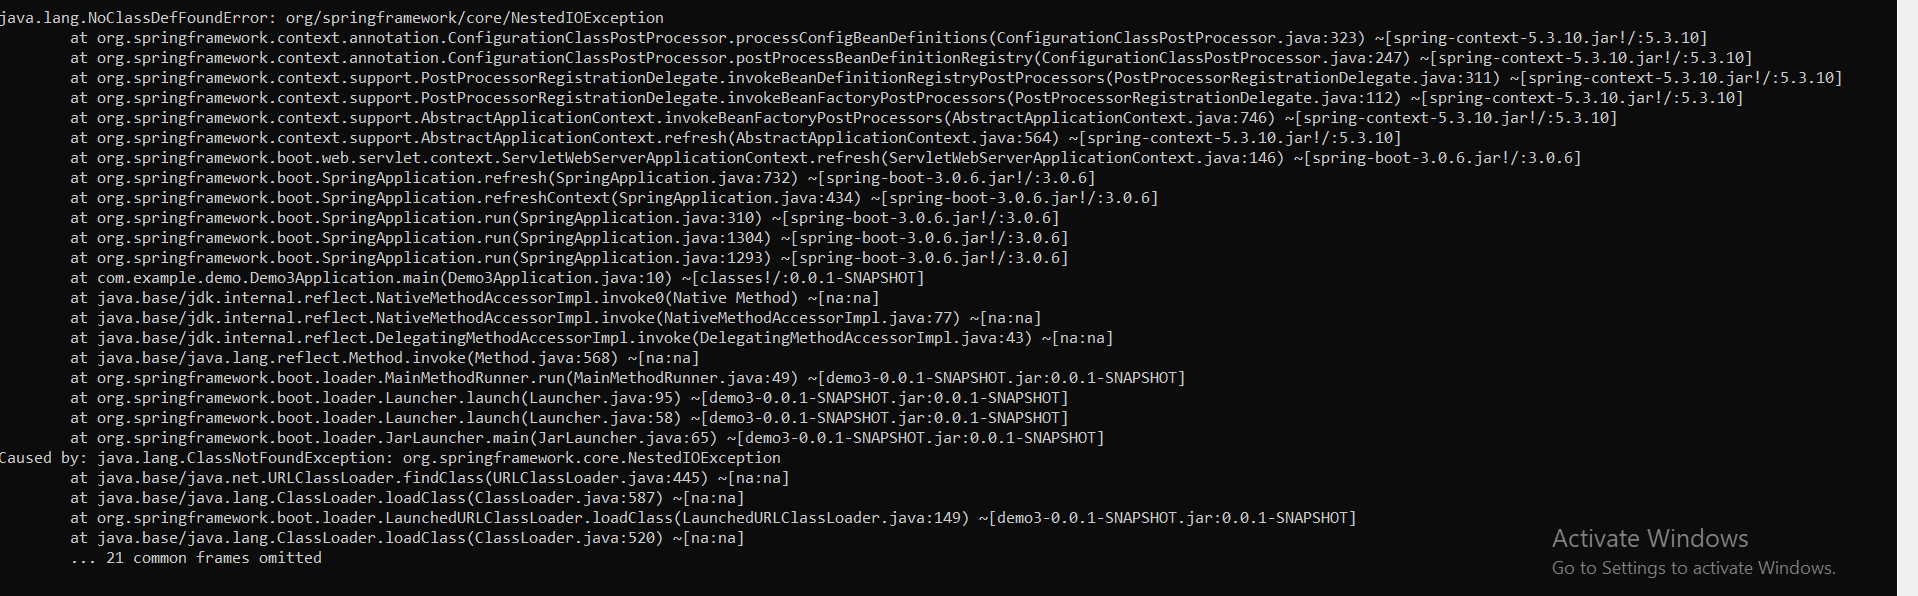 java.lang.NoClassDefFoundError: org/springframework/core/NestedIOException
at org.springframework.context.annotation.ConfigurationClassPostProcessor.processConfigBeanDefinitions(ConfigurationClassPostProcessor.java:323) ~[spring-context-5.3.10.jar!/:5.3.10]
at org.springframework.context.annotation.ConfigurationClassPostProcessor.postProcessBeanDefinitionRegistry(ConfigurationClassPostProcessor.java:247) ~[spring-context-5.3.10.jar!/:5.3.10]
at org.springframework.context.support.PostProcessorRegistrationDelegate.invokeBeanDefinitionRegistryPostProcessors(PostProcessorRegistrationDelegate.java:311) ~[spring-context-5.3.10.jar!/:5.3.10]
at org.springframework.context.support.PostProcessorRegistrationDelegate.invokeBeanFactoryPostProcessors(PostProcessorRegistrationDelegate.java:112) ~[spring-context-5.3.10.jar!/:5.3.10]
at org.springframework.context.support.AbstractApplicationContext.invokeBeanFactoryPostProcessors(AbstractApplicationContext.java:746) ~[spring-context-5.3.10.jar!/:5.3.10]
at org.springframework.context.support.AbstractApplicationContext.refresh(AbstractApplicationContext.java:564) ~[spring-context-5.3.10.jar!/:5.3.10]
at org.springframework.boot.web.servlet.context.ServletWebServerApplicationContext.refresh(ServletWebServerApplicationContext.java:146) ~[spring-boot-3.0.6.jar!/:3.0.6]
at org.springframework.boot.SpringApplication.refresh(SpringApplication.java:732) ~[spring-boot-3.0.6.jar!/:3.0.6]
at org.springframework.boot.SpringApplication.refreshContext(SpringApplication.java:434) ~[spring-boot-3.0.6.jar!/:3.0.6]
at org.springframework.boot.SpringApplication.run(SpringApplication.java:310) ~[spring-boot-3.0.6.jar!/:3.0.6]
at org.springframework.boot.SpringApplication.run(SpringApplication.java:1304) ~[spring-boot-3.0.6.jar!/:3.0.6]
at org.springframework.boot.SpringApplication.run(SpringApplication.java:1293) ~[spring-boot-3.0.6.jar!/:3.0.6]
at com.example.demo.Demo3Application.main(Demo3Application.java:10) ~[classes!/:0.0.1-SNAPSHOT]
at java.base/jdk.internal.reflect.NativeMethodAccessorImpl.invoke0(Native Method) ~[na:na]
at java.base/jdk.internal.reflect.NativeMethodAccessorImpl.invoke(NativeMethodAccessorImpl.java:77) ~[na:na]
at java.base/jdk.internal.reflect.DelegatingMethodAccessorImpl.invoke(DelegatingMethodAccessorImpl.java:43) ~[na:na]
at java.base/java.lang.reflect.Method.invoke(Method.java:568) ~[na:na]
at org.springframework.boot.loader.MainMethodRunner.run(MainMethodRunner.java:49) ~[demo3-0.0.1-SNAPSHOT.jar:0.0.1-SNAPSHOT]
at org.springframework.boot.loader.Launcher.launch(Launcher.java:95) ~[demo3-0.0.1-SNAPSHOT.jar:0.0.1-SNAPSHOT]
at org.springframework.boot.loader.Launcher.launch(Launcher.java:58) ~[demo3-0.0.1-SNAPSHOT.jar:0.0.1-SNAPSHOT]
at org.springframework.boot.loader.JarLauncher.main(JarLauncher.java:65) ~[demo3-0.0.1-SNAPSHOT.jar:0.0.1-SNAPSHOT]
Caused by: java.lang.ClassNotFoundException: org.springframework.core.NestedIOException
at java.base/java.net.URLClassLoader.findClass(URLClassLoader.java:445) ~[na:na]
at java.base/java.lang.ClassLoader.loadClass(ClassLoader.java:587) ~[na:na]
at org.springframework.boot.loader.LaunchedURLClassLoader.loadClass(LaunchedURLClassLoader.java:149) ~[demo3-0.0.1-SNAPSHOT.jar:0.0.1-SNAPSHOT]
at java.base/java.lang.ClassLoader.loadClass(ClassLoader.java:520) ~[na:na]
... 21 common frames omitted
Activate Windows
Go to Settings to activate Windows.